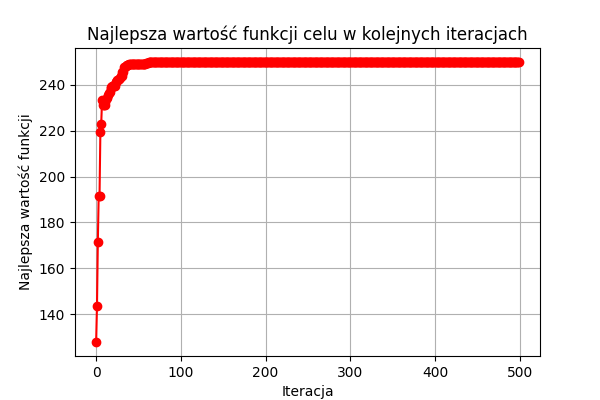 Najlepsza wartość funkcji celu w kolejnych iteracjach
Najlepsza wartość funkcji
240
220
200
180
160
140
0 100 200 300 400 500
Iteracja